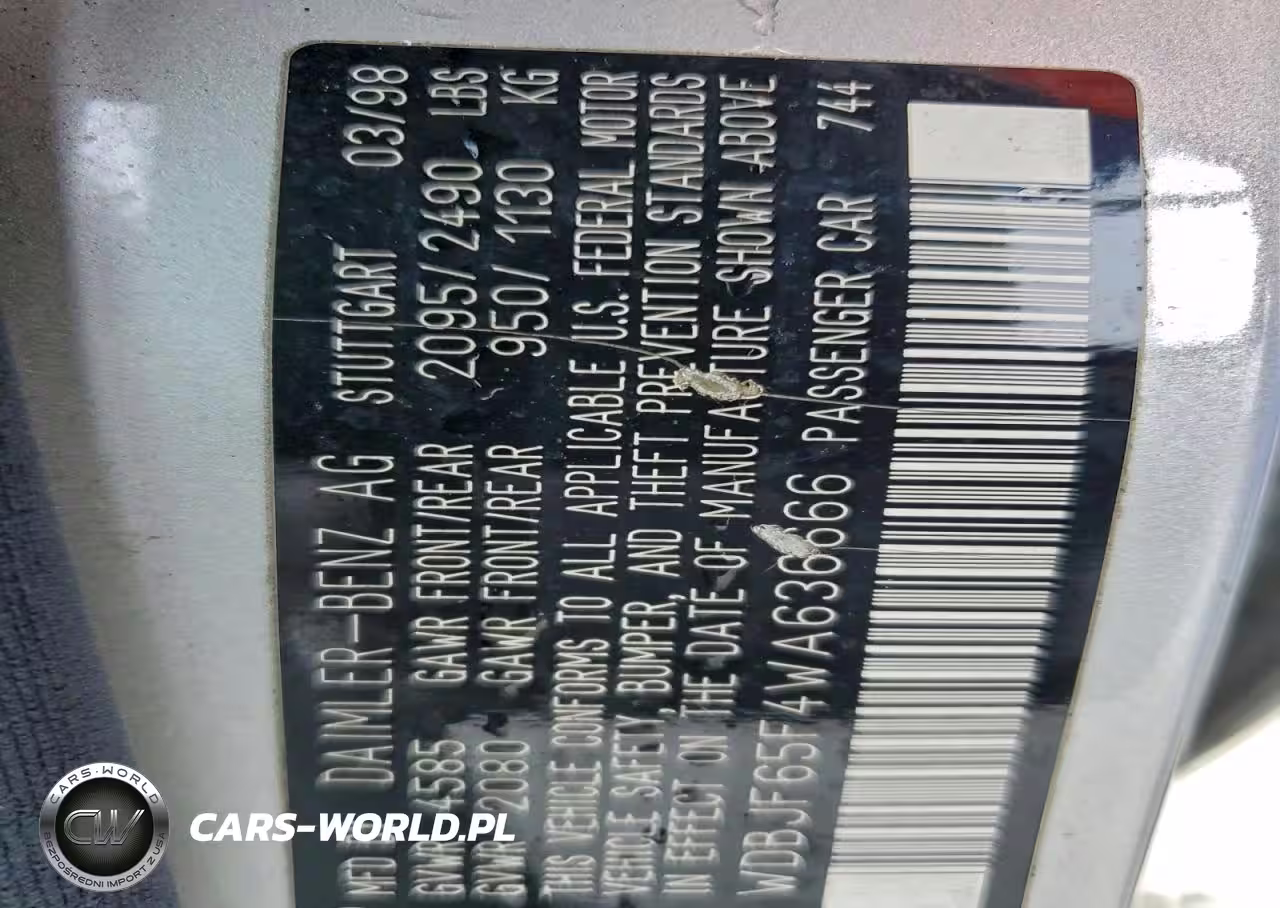 MFD BY DAIMLER-BENZ AG STUTTGART 03/98
GVWR 4585 GAWR FRONT/REAR 2095/2490 LBS
GVWR 2080 GAWR FRONT/REAR 950/1130 KG
THIS VEHICLE CONFORMS TO ALL APPLICABLE U.S. FEDERAL MOTOR
VEHICLE SAFETY, BUMPER, AND THEFT PREVENTION STANDARDS
IN EFFECT ON THE DATE OF MANUFACTURE SHOWN ABOVE
WDBJF65F4WA636666 PASSENGER CAR 744
CARS-WORLD
CW
BEZPOŚREDNI IMPORT Z USA
CARS-WORLD.PL